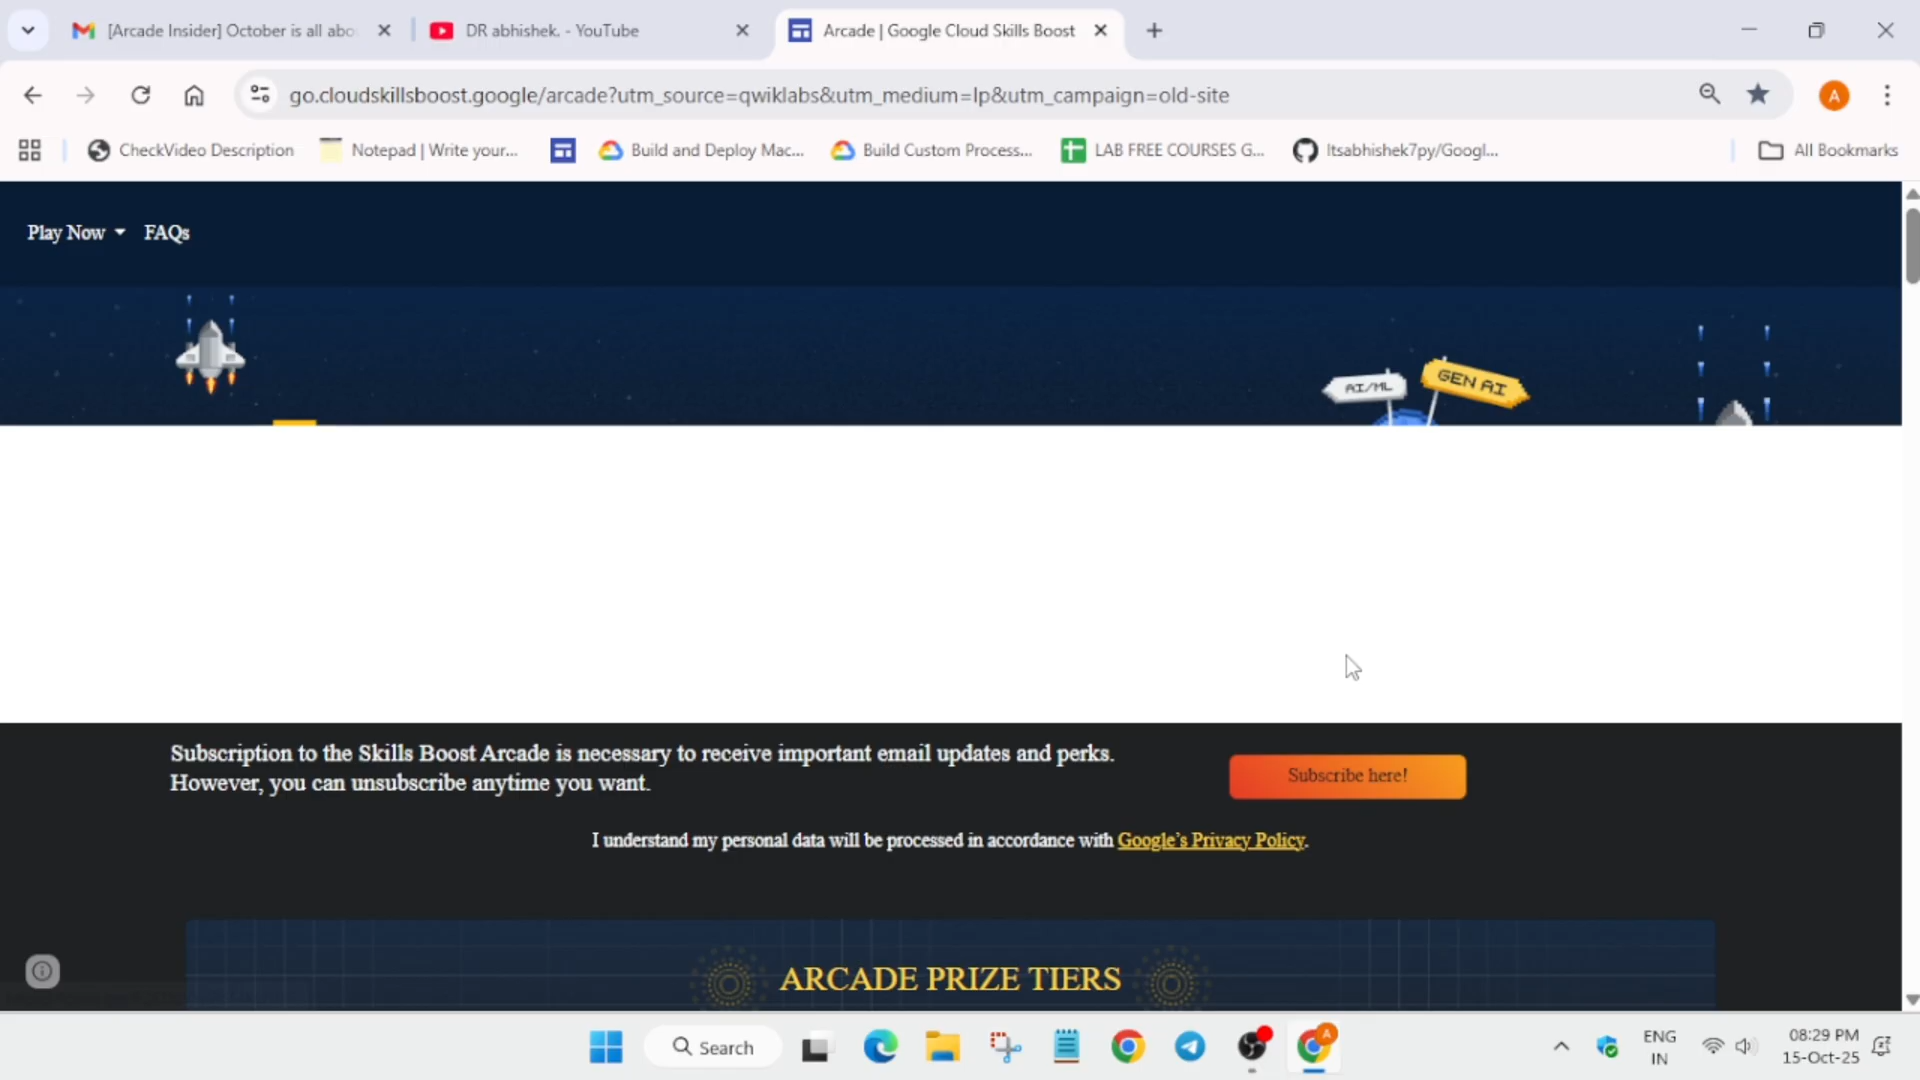 [Arcade Insider] October is all abo
DR abhishek. - YouTube
Arcade | Google Cloud Skills Boost
go.cloudskillsboost.google/arcade?utm_source=qwiklabs&utm_medium=lp&utm_campaign=old-site
A
CheckVideo Description
Notepad | Write your...
Build and Deploy Mac...
Build Custom Process...
LAB FREE COURSES G...
Itsabhishek7py/Googl...
All Bookmarks
Play Now
FAQs
AI/ML
GEN AI
Subscription to the Skills Boost Arcade is necessary to receive important email updates and perks.
However, you can unsubscribe anytime you want.
Subscribe here!
I understand my personal data will be processed in accordance with Google's Privacy Policy.
ARCADE PRIZE TIERS
Search
A
ENG
IN
08:29 PM
15-Oct-25